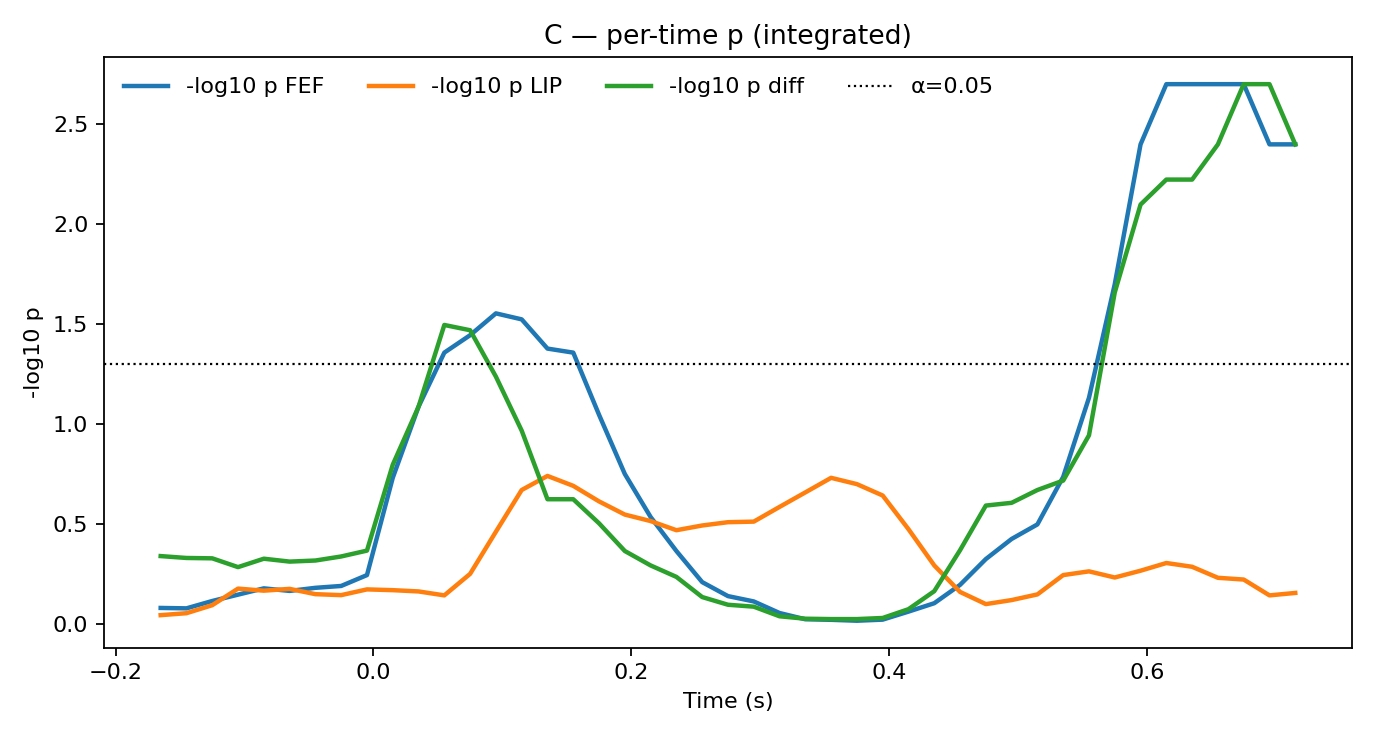 C — per-time p (integrated)
-log10 p FEF -log10 p LIP -log10 p diff α=0.05
2.5
2.0
1.5
1.0
0.5
0.0
-log10 p
−0.2 0.0 0.2 0.4 0.6
Time (s)